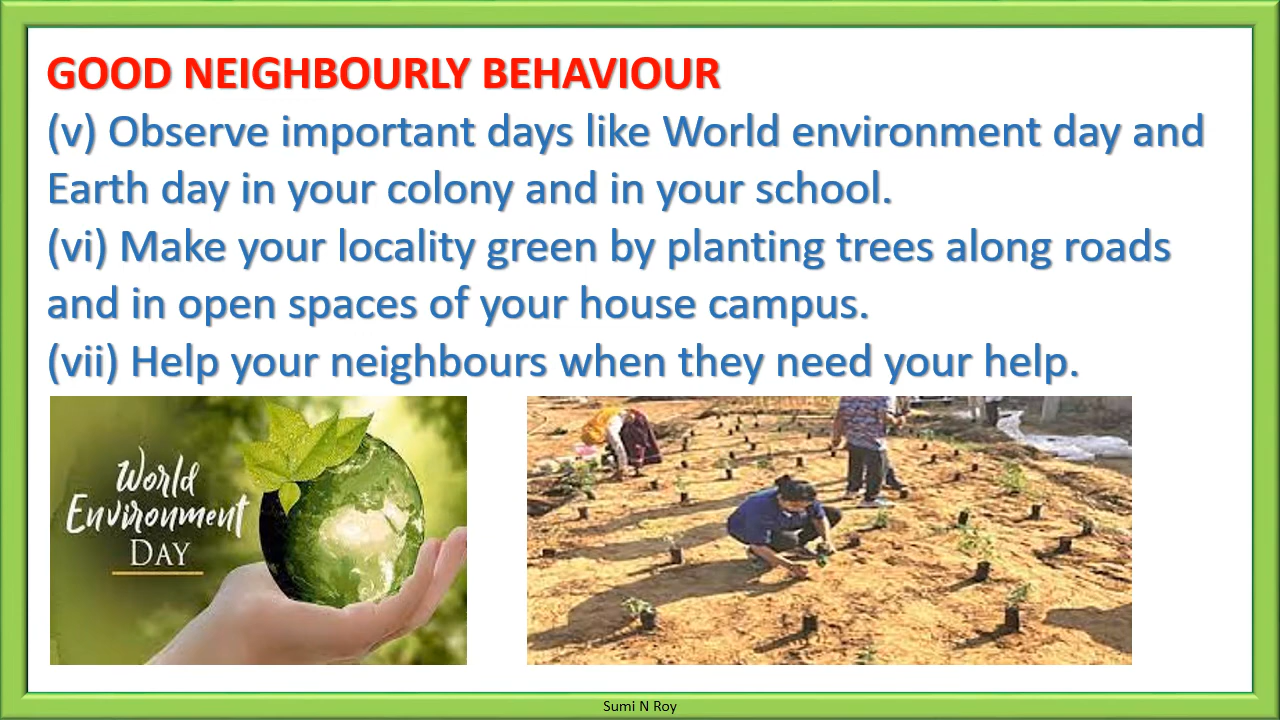 GOOD NEIGHBOURLY BEHAVIOUR
(v) Observe important days like World environment day and
Earth day in your colony and in your school.
(vi) Make your locality green by planting trees along roads
and in open spaces of your house campus.
(vii) Help your neighbours when they need your help.
World
Environment
DAY
Sumi N Roy